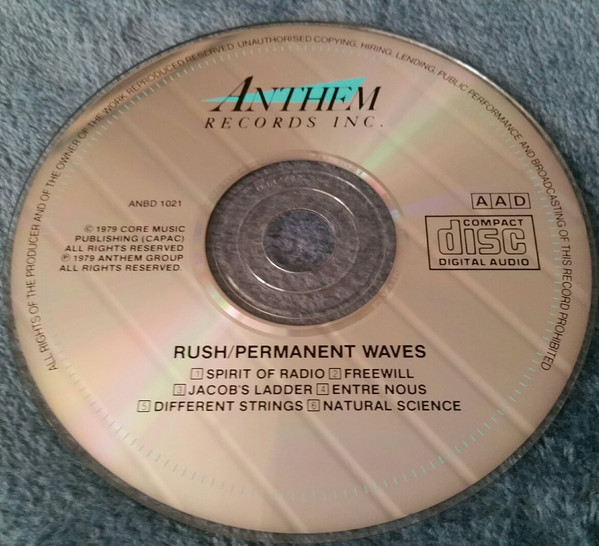 ALL RIGHTS OF THE PRODUCER AND OF THE OWNER OF THE WORK REPRODUCED RESERVED. UNAUTHORISED COPYING, HIRING, LENDING, PUBLIC PERFORMANCE AND BROADCASTING OF THIS RECORD PROHIBITED
ANTHEM
RECORDS INC.
ANBD 1021
AAD
© 1979 CORE MUSIC
PUBLISHING (CAPAC)
ALL RIGHTS RESERVED
℗ 1979 ANTHEM GROUP
ALL RIGHTS RESERVED.
COMPACT
disc
DIGITAL AUDIO
RUSH/PERMANENT WAVES
1 SPIRIT OF RADIO 2 FREEWILL
3 JACOB'S LADDER 4 ENTRE NOUS
5 DIFFERENT STRINGS 6 NATURAL SCIENCE